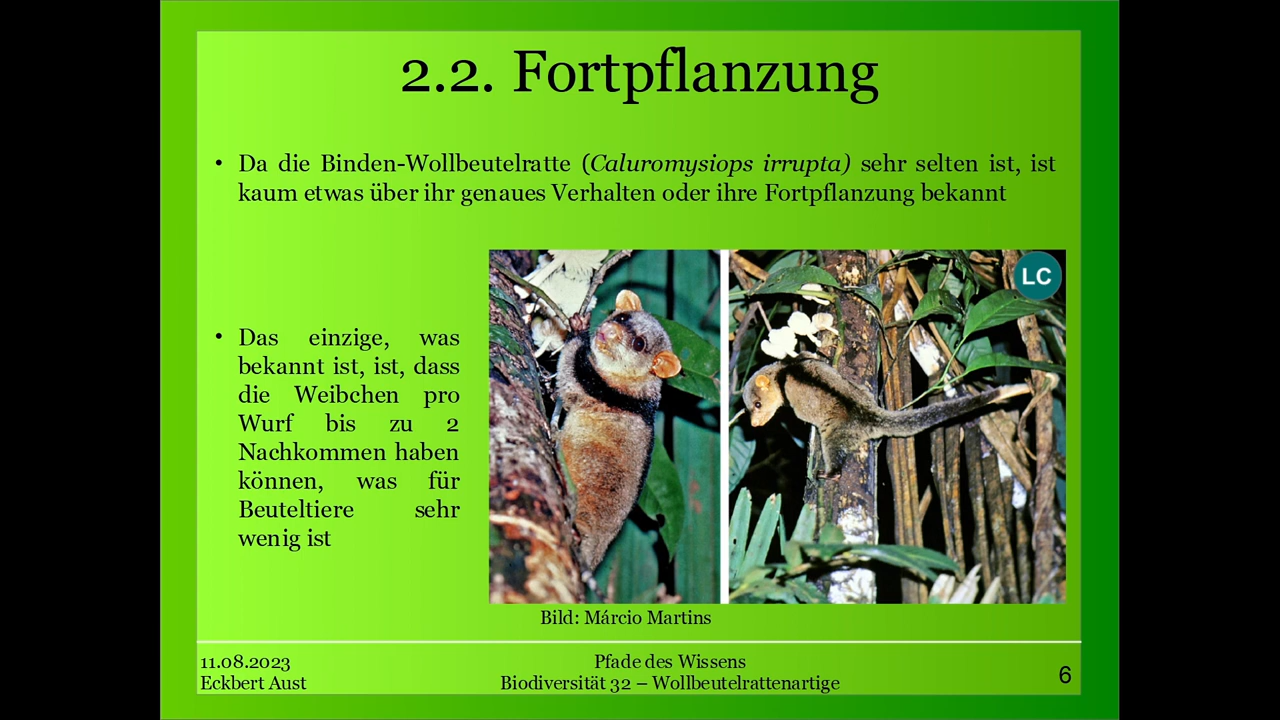 2.2. Fortpflanzung
• Da die Binden-Wollbeutelratte (Caluromysiops irrupta) sehr selten ist, ist
kaum etwas über ihr genaues Verhalten oder ihre Fortpflanzung bekannt
LC
• Das einzige, was
bekannt ist, ist, dass
die Weibchen pro
Wurf bis zu 2
Nachkommen haben
können, was für
Beuteltiere sehr
wenig ist
Bild: Márcio Martins
11.08.2023
Eckbert Aust
Pfade des Wissens
Biodiversität 32 – Wollbeutelrattenartige
6